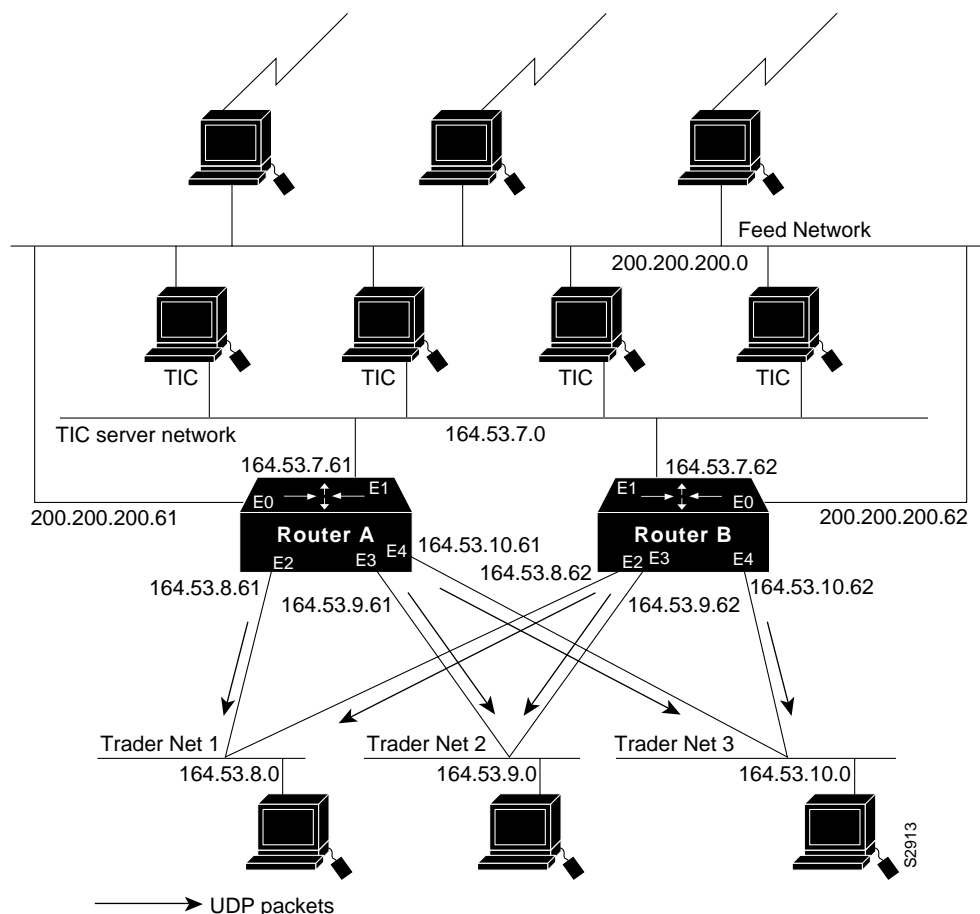 Feed Network
200.200.200.0
TIC
TIC
TIC
TIC
TIC server network
164.53.7.0
164.53.7.61
164.53.7.62
E0
E1
E1
E0
200.200.200.61
200.200.200.62
Router A
Router B
E2
E3
E4
E2
E3
E4
164.53.10.61
164.53.8.61
164.53.9.61
164.53.8.62
164.53.9.62
164.53.10.62
Trader Net 1
Trader Net 2
Trader Net 3
164.53.8.0
164.53.9.0
164.53.10.0
S2913
UDP packets